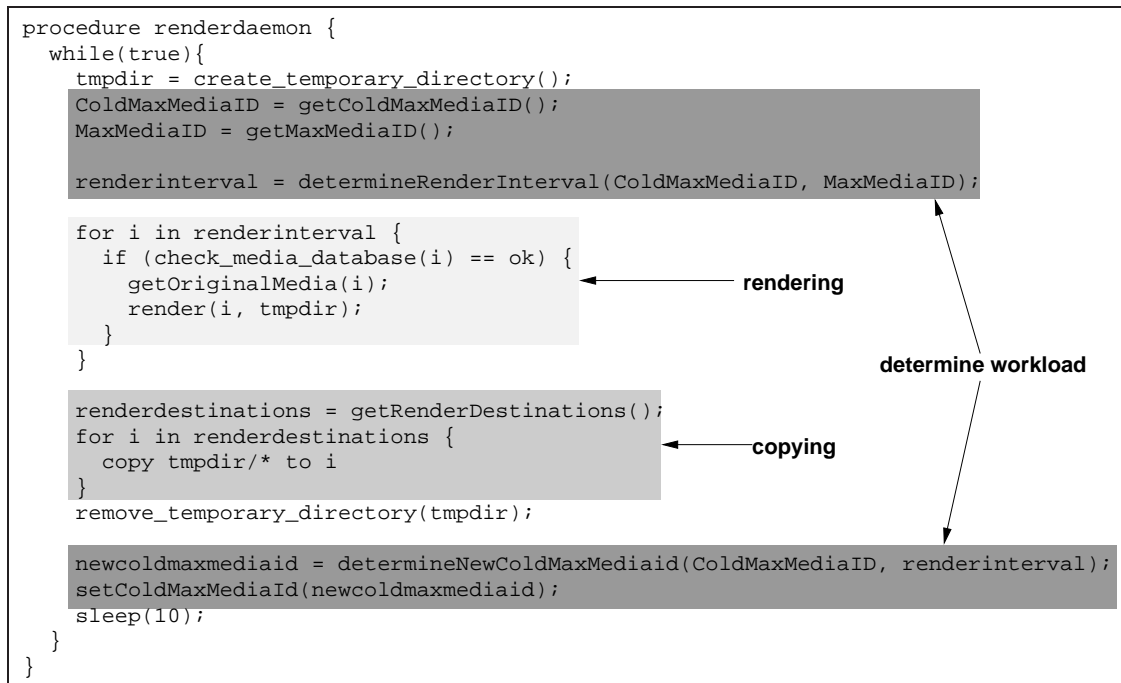 procedure renderdaemon {
while(true){
tmpdir = create_temporary_directory();
ColdMaxMediaID = getColdMaxMediaID();
MaxMediaID = getMaxMediaID();
renderinterval = determineRenderInterval(ColdMaxMediaID, MaxMediaID);
for i in renderinterval {
if (check_media_database(i) == ok) {
getOriginalMedia(i);
rendering
render(i, tmpdir);
}
}
determine workload
renderdestinations = getRenderDestinations();
for i in renderdestinations {
copying
copy tmpdir/* to i
}
remove_temporary_directory(tmpdir);
newcoldmaxmediaid = determineNewColdMaxMediaid(ColdMaxMediaID, renderinterval);
setColdMaxMediaId(newcoldmaxmediaid);
sleep(10);
}
}